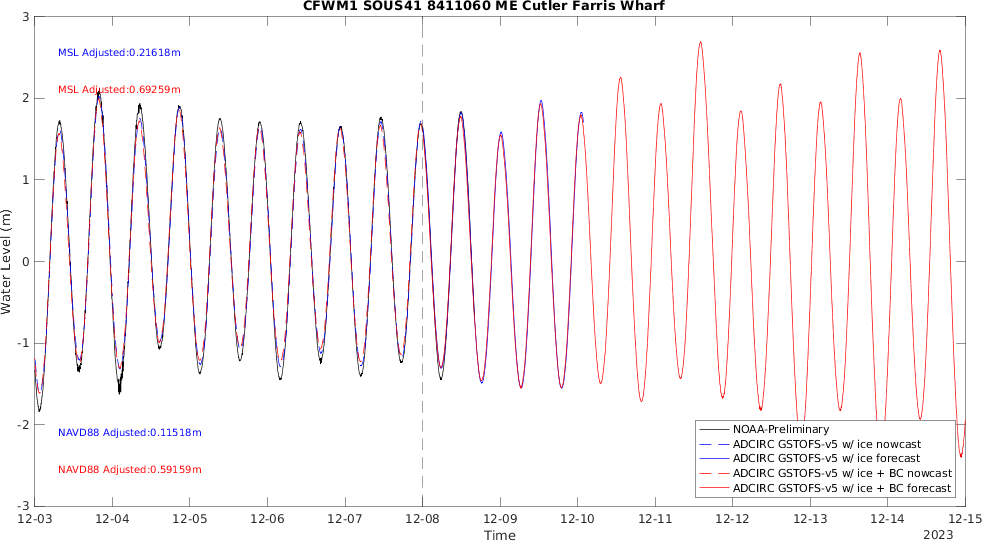 CFWM1 SOUS41 8411060 ME Cutler Farris Wharf
3
2
1
0
-1
-2
-3
Water Level (m)
MSL Adjusted:0.21618m
MSL Adjusted:0.69259m
NAVD88 Adjusted:0.11518m
NAVD88 Adjusted:0.59159m
NOAA-Preliminary
ADCIRC GSTOFS-v5 w/ ice nowcast
ADCIRC GSTOFS-v5 w/ ice forecast
ADCIRC GSTOFS-v5 w/ ice + BC nowcast
ADCIRC GSTOFS-v5 w/ ice + BC forecast
12-03 12-04 12-05 12-06 12-07 12-08 12-09 12-10 12-11 12-12 12-13 12-14 12-15
Time
2023